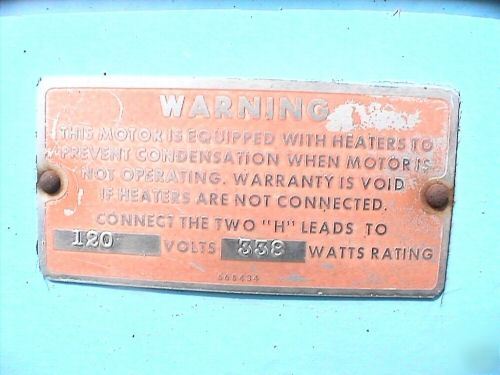 WARNING
THIS MOTOR IS EQUIPPED WITH HEATERS TO
PREVENT CONDENSATION WHEN MOTOR IS
NOT OPERATING. WARRANTY IS VOID
IF HEATERS ARE NOT CONNECTED.
CONNECT THE TWO "H" LEADS TO
120 VOLTS 338 WATTS RATING